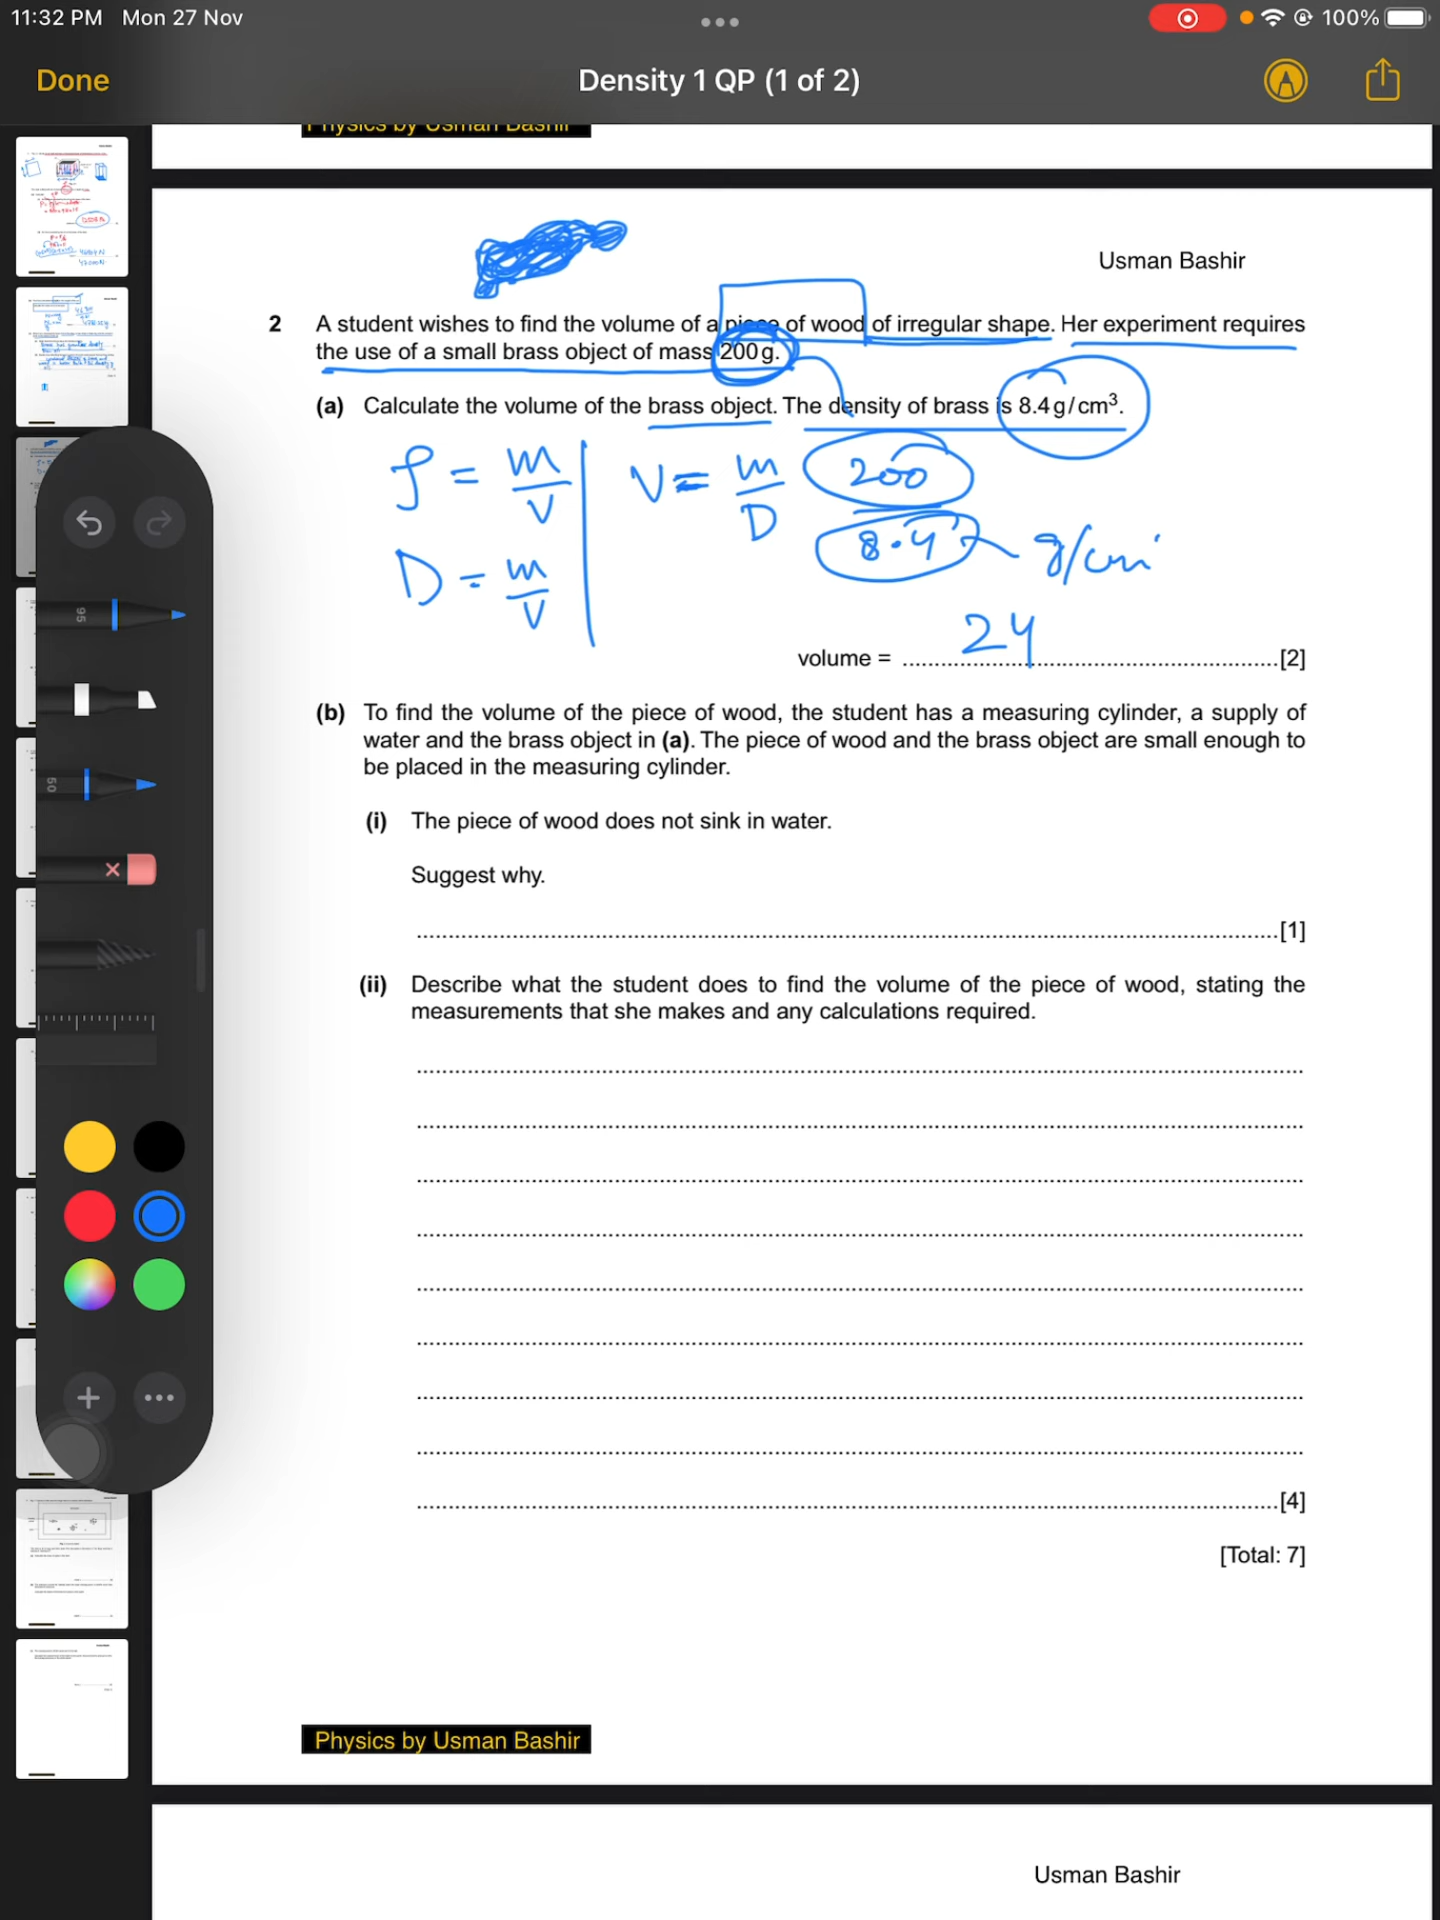 11:32 PM Mon 27 Nov
100%
Done
Density 1 QP (1 of 2)
Physics by Usman Bashir
Usman Bashir
2 A student wishes to find the volume of a piece of wood of irregular shape. Her experiment requires
the use of a small brass object of mass 200 g.
(a) Calculate the volume of the brass object. The density of brass is 8.4 g/cm³.
ρ = m/V
V = m/D
200
8.4 g/cm³
D = m/V
24
volume = ........................................................[2]
(b) To find the volume of the piece of wood, the student has a measuring cylinder, a supply of
water and the brass object in (a). The piece of wood and the brass object are small enough to
be placed in the measuring cylinder.
(i) The piece of wood does not sink in water.
Suggest why.
........................................................[1]
(ii) Describe what the student does to find the volume of the piece of wood, stating the
measurements that she makes and any calculations required.
........................................................[4]
[Total: 7]
Physics by Usman Bashir
Usman Bashir
95
50